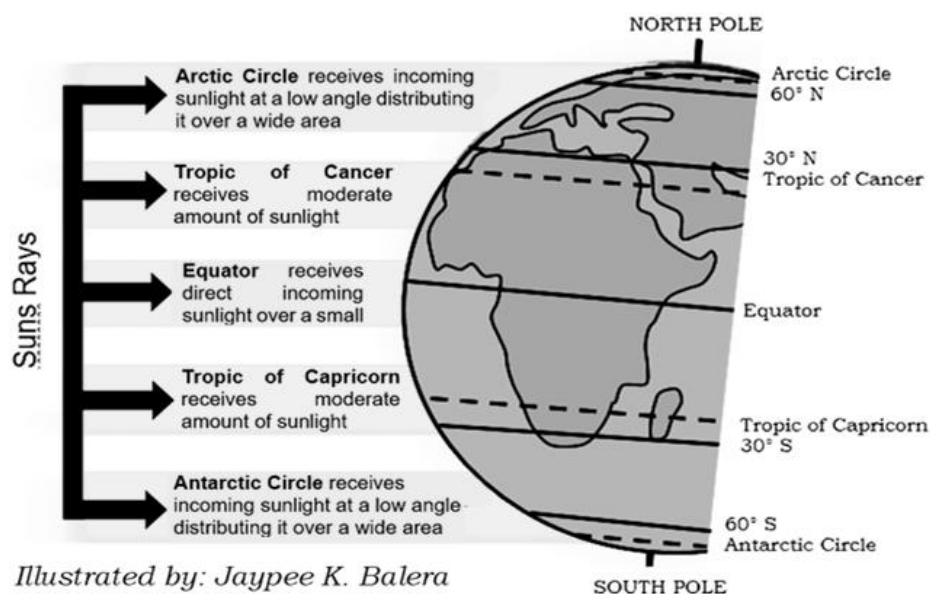 NORTH POLE
Arctic Circle receives incoming
sunlight at a low angle distributing
it over a wide area
Arctic Circle
60° N
Tropic of Cancer
receives moderate
amount of sunlight
30° N
Tropic of Cancer
Suns Rays
Equator receives
direct incoming
sunlight over a small
Equator
Tropic of Capricorn
receives moderate
amount of sunlight
Tropic of Capricorn
30° S
Antarctic Circle receives
incoming sunlight at a low angle
distributing it over a wide area
60° S
Antarctic Circle
Illustrated by: Jaypee K. Balera
SOUTH POLE